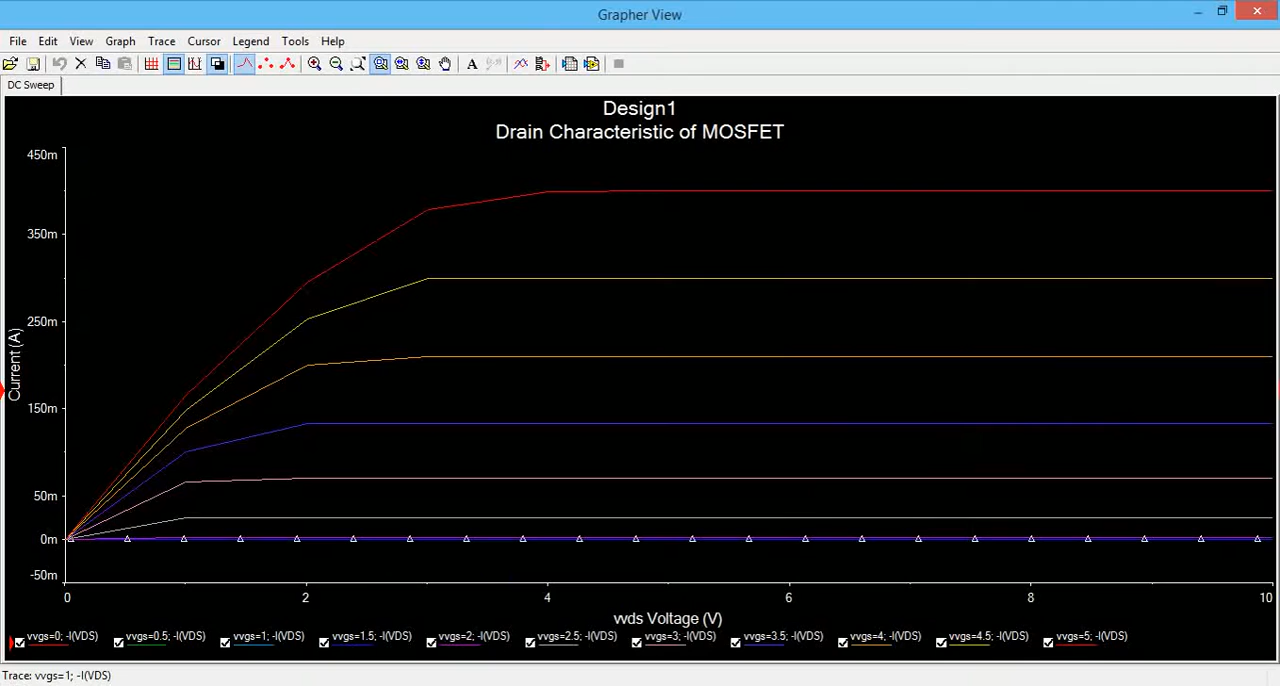 Grapher View
File Edit View Graph Trace Cursor Legend Tools Help
A
DC Sweep
Design1
Drain Characteristic of MOSFET
450m
350m
250m
150m
50m
0m
-50m
Current (A)
0 2 4 6 8 10
vvds Voltage (V)
vvgs=0; -I(VDS) vvgs=0.5; -I(VDS) vvgs=1; -I(VDS) vvgs=1.5; -I(VDS) vvgs=2; -I(VDS) vvgs=2.5; -I(VDS) vvgs=3; -I(VDS) vvgs=3.5; -I(VDS) vvgs=4; -I(VDS) vvgs=4.5; -I(VDS) vvgs=5; -I(VDS)
Trace: vvgs=1; -I(VDS)